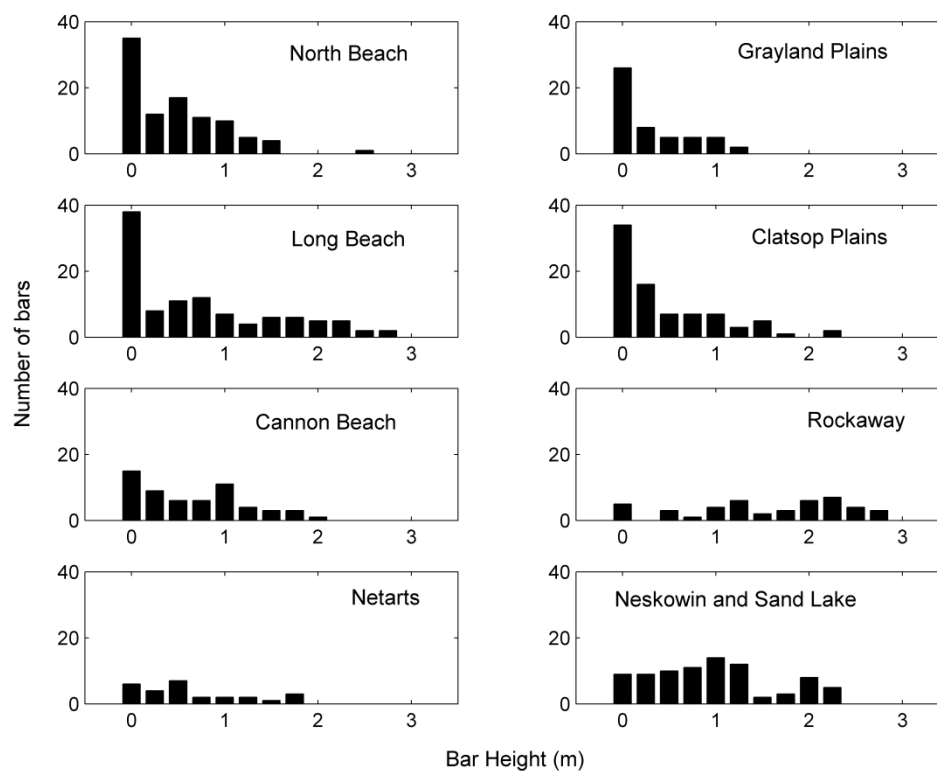 40
20
0
0 1 2 3
North Beach
40
20
0
0 1 2 3
Grayland Plains
40
20
0
0 1 2 3
Long Beach
40
20
0
0 1 2 3
Clatsop Plains
Number of bars
40
20
0
0 1 2 3
Cannon Beach
40
20
0
0 1 2 3
Rockaway
40
20
0
0 1 2 3
Netarts
40
20
0
0 1 2 3
Neskowin and Sand Lake
Bar Height (m)